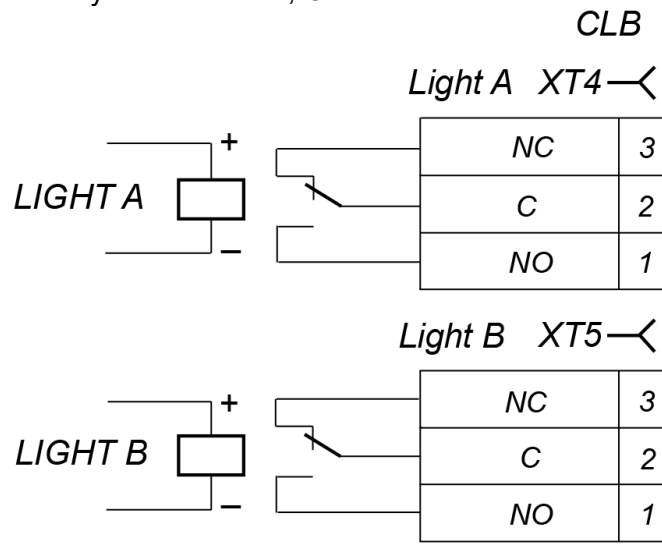 CLB
Light A XT4
NC 3
LIGHT A + C 2
− NO 1
Light B XT5
NC 3
LIGHT B + C 2
− NO 1